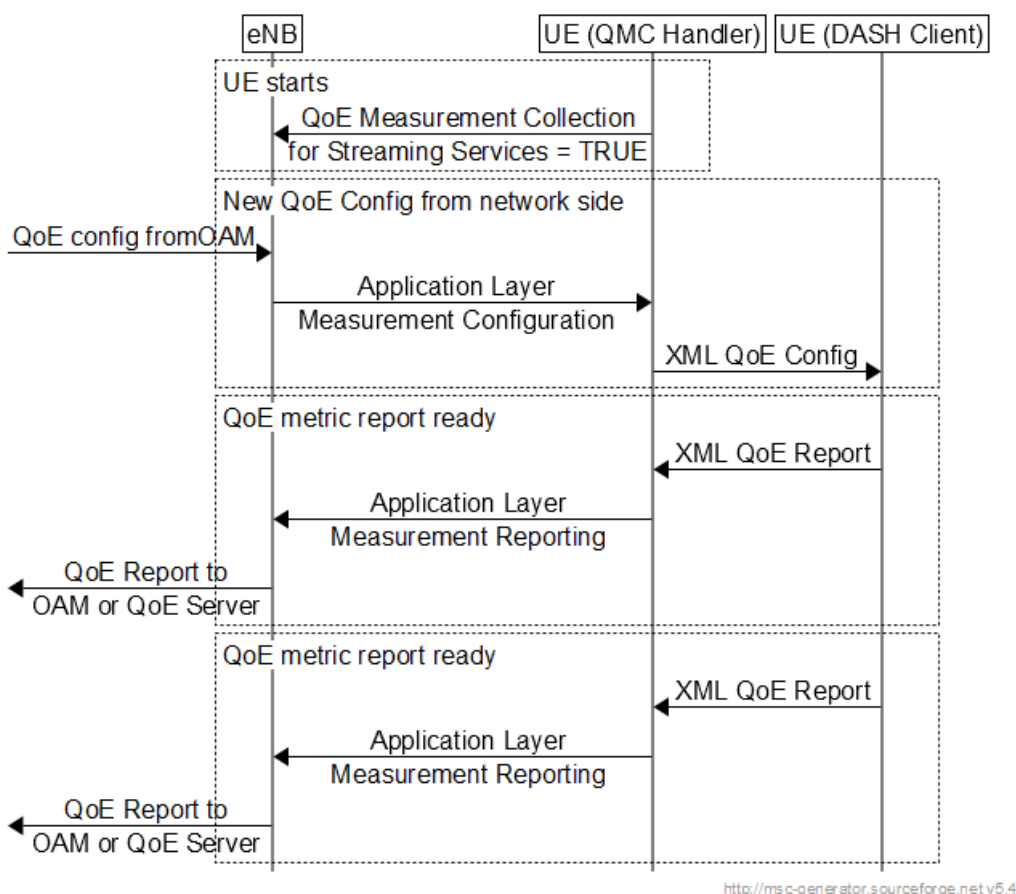 eNB
UE (QMC Handler)
UE (DASH Client)
UE starts
QoE Measurement Collection
for Streaming Services = TRUE
New QoE Config from network side
QoE config fromOAM
Application Layer
Measurement Configuration
XML QoE Config
QoE metric report ready
XML QoE Report
Application Layer
Measurement Reporting
QoE Report to
OAM or QoE Server
QoE metric report ready
XML QoE Report
Application Layer
Measurement Reporting
QoE Report to
OAM or QoE Server
http://msc-generator.sourceforge.net v5.4